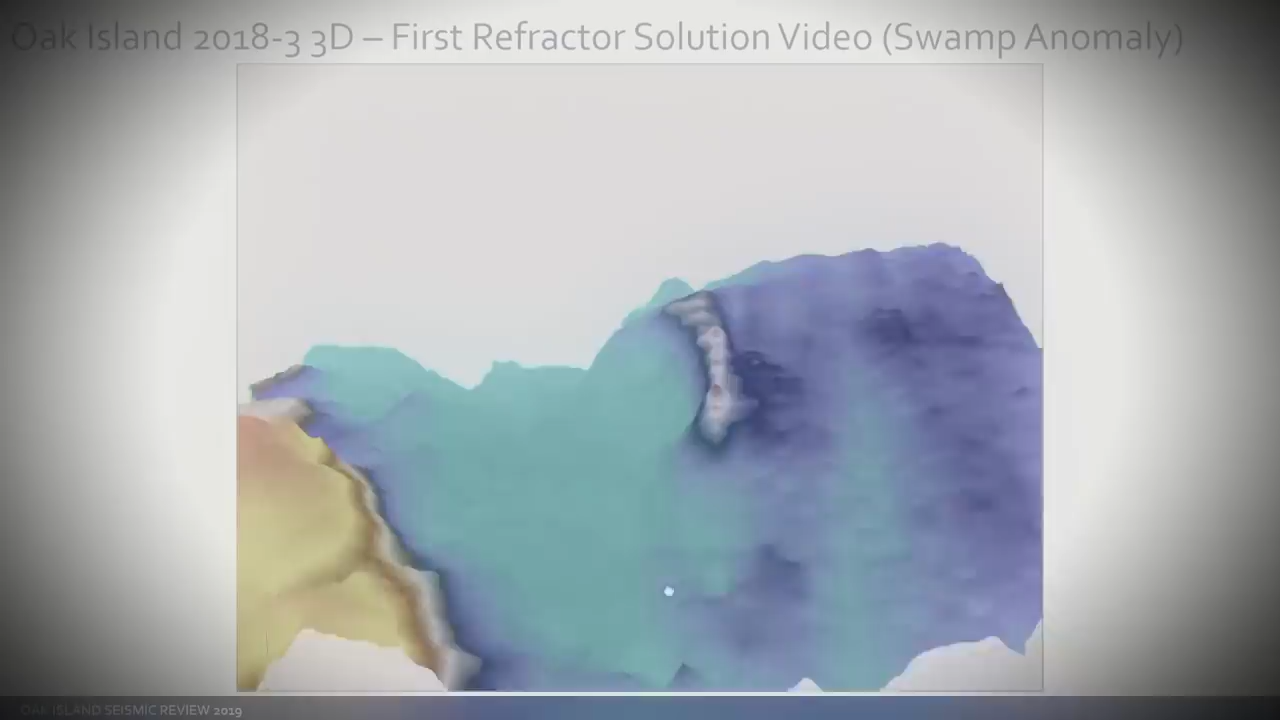 Oak Island 2018-3 3D – First Refractor Solution Video (Swamp Anomaly)
OAK ISLAND SEISMIC REVIEW 2019